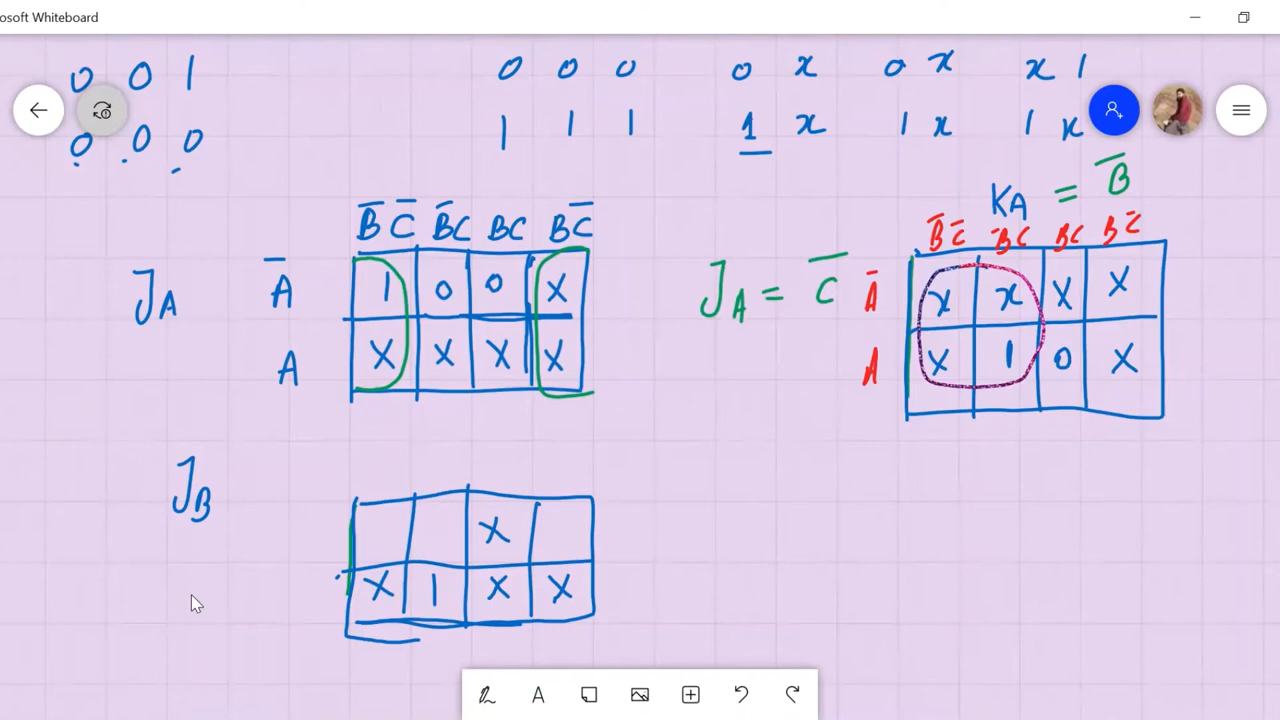 osoft Whiteboard
0 0 1 0 0 0 0 x 0 x x 1
0 0 0 1 1 1 1 x 1 x 1 x
KA = B̅
B̅ C̅ B̅C BC BC̅
B̅ C̅ B̅C BC BC̅
JA A̅ 1 0 0 X
JA = C̅ A̅ x x X X
A X X X X
A X 1 0 X
JB
X
X 1 X X
A